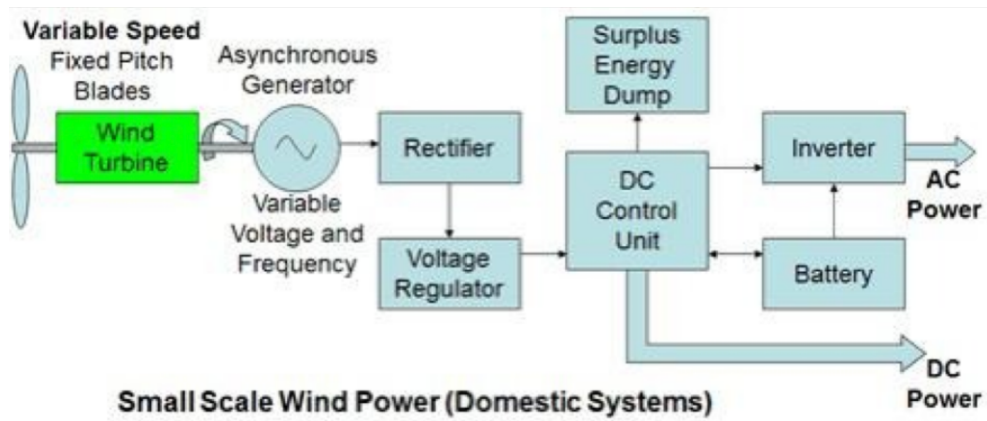 Variable Speed
Fixed Pitch
Blades
Wind
Turbine
Asynchronous
Generator
Variable
Voltage and
Frequency
Rectifier
Voltage
Regulator
Surplus
Energy
Dump
DC
Control
Unit
Inverter
Battery
AC
Power
DC
Power
Small Scale Wind Power (Domestic Systems)